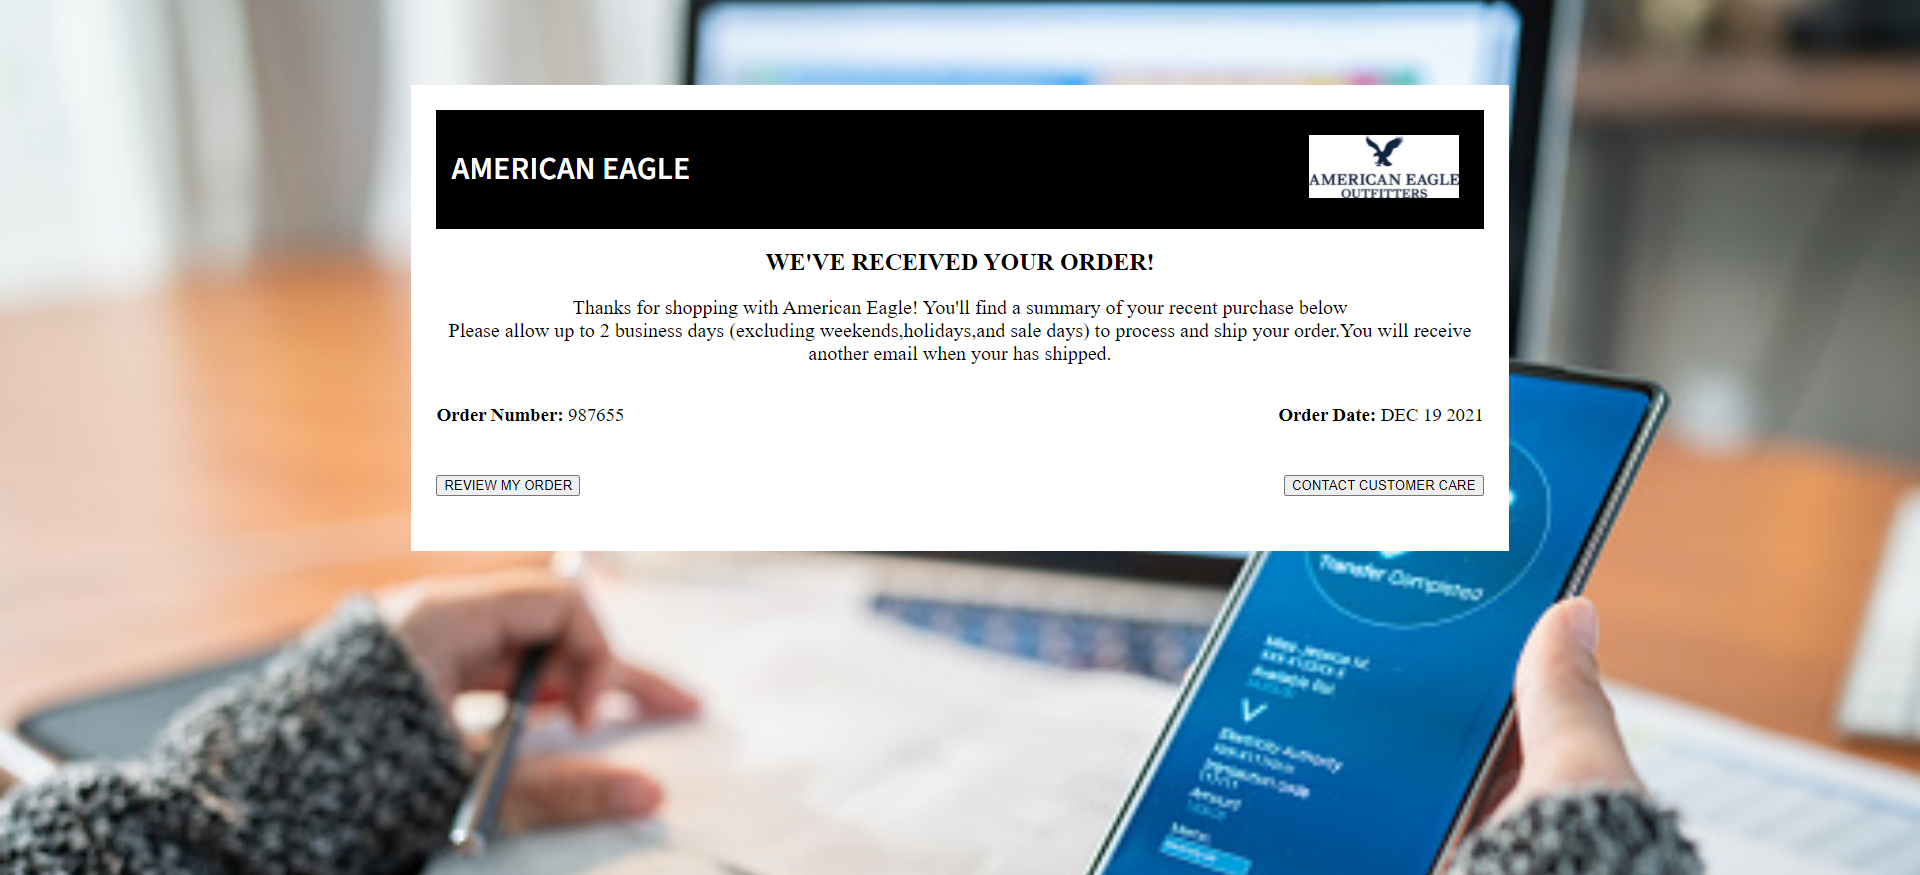 AMERICAN EAGLE
AMERICAN EAGLE
OUTFITTERS
WE'VE RECEIVED YOUR ORDER!
Thanks for shopping with American Eagle! You'll find a summary of your recent purchase below
Please allow up to 2 business days (excluding weekends,holidays,and sale days) to process and ship your order.You will receive
another email when your has shipped.
Order Number: 987655
Order Date: DEC 19 2021
REVIEW MY ORDER
CONTACT CUSTOMER CARE
Transfer Completed
Available Bal
Electricity Authority
Amount